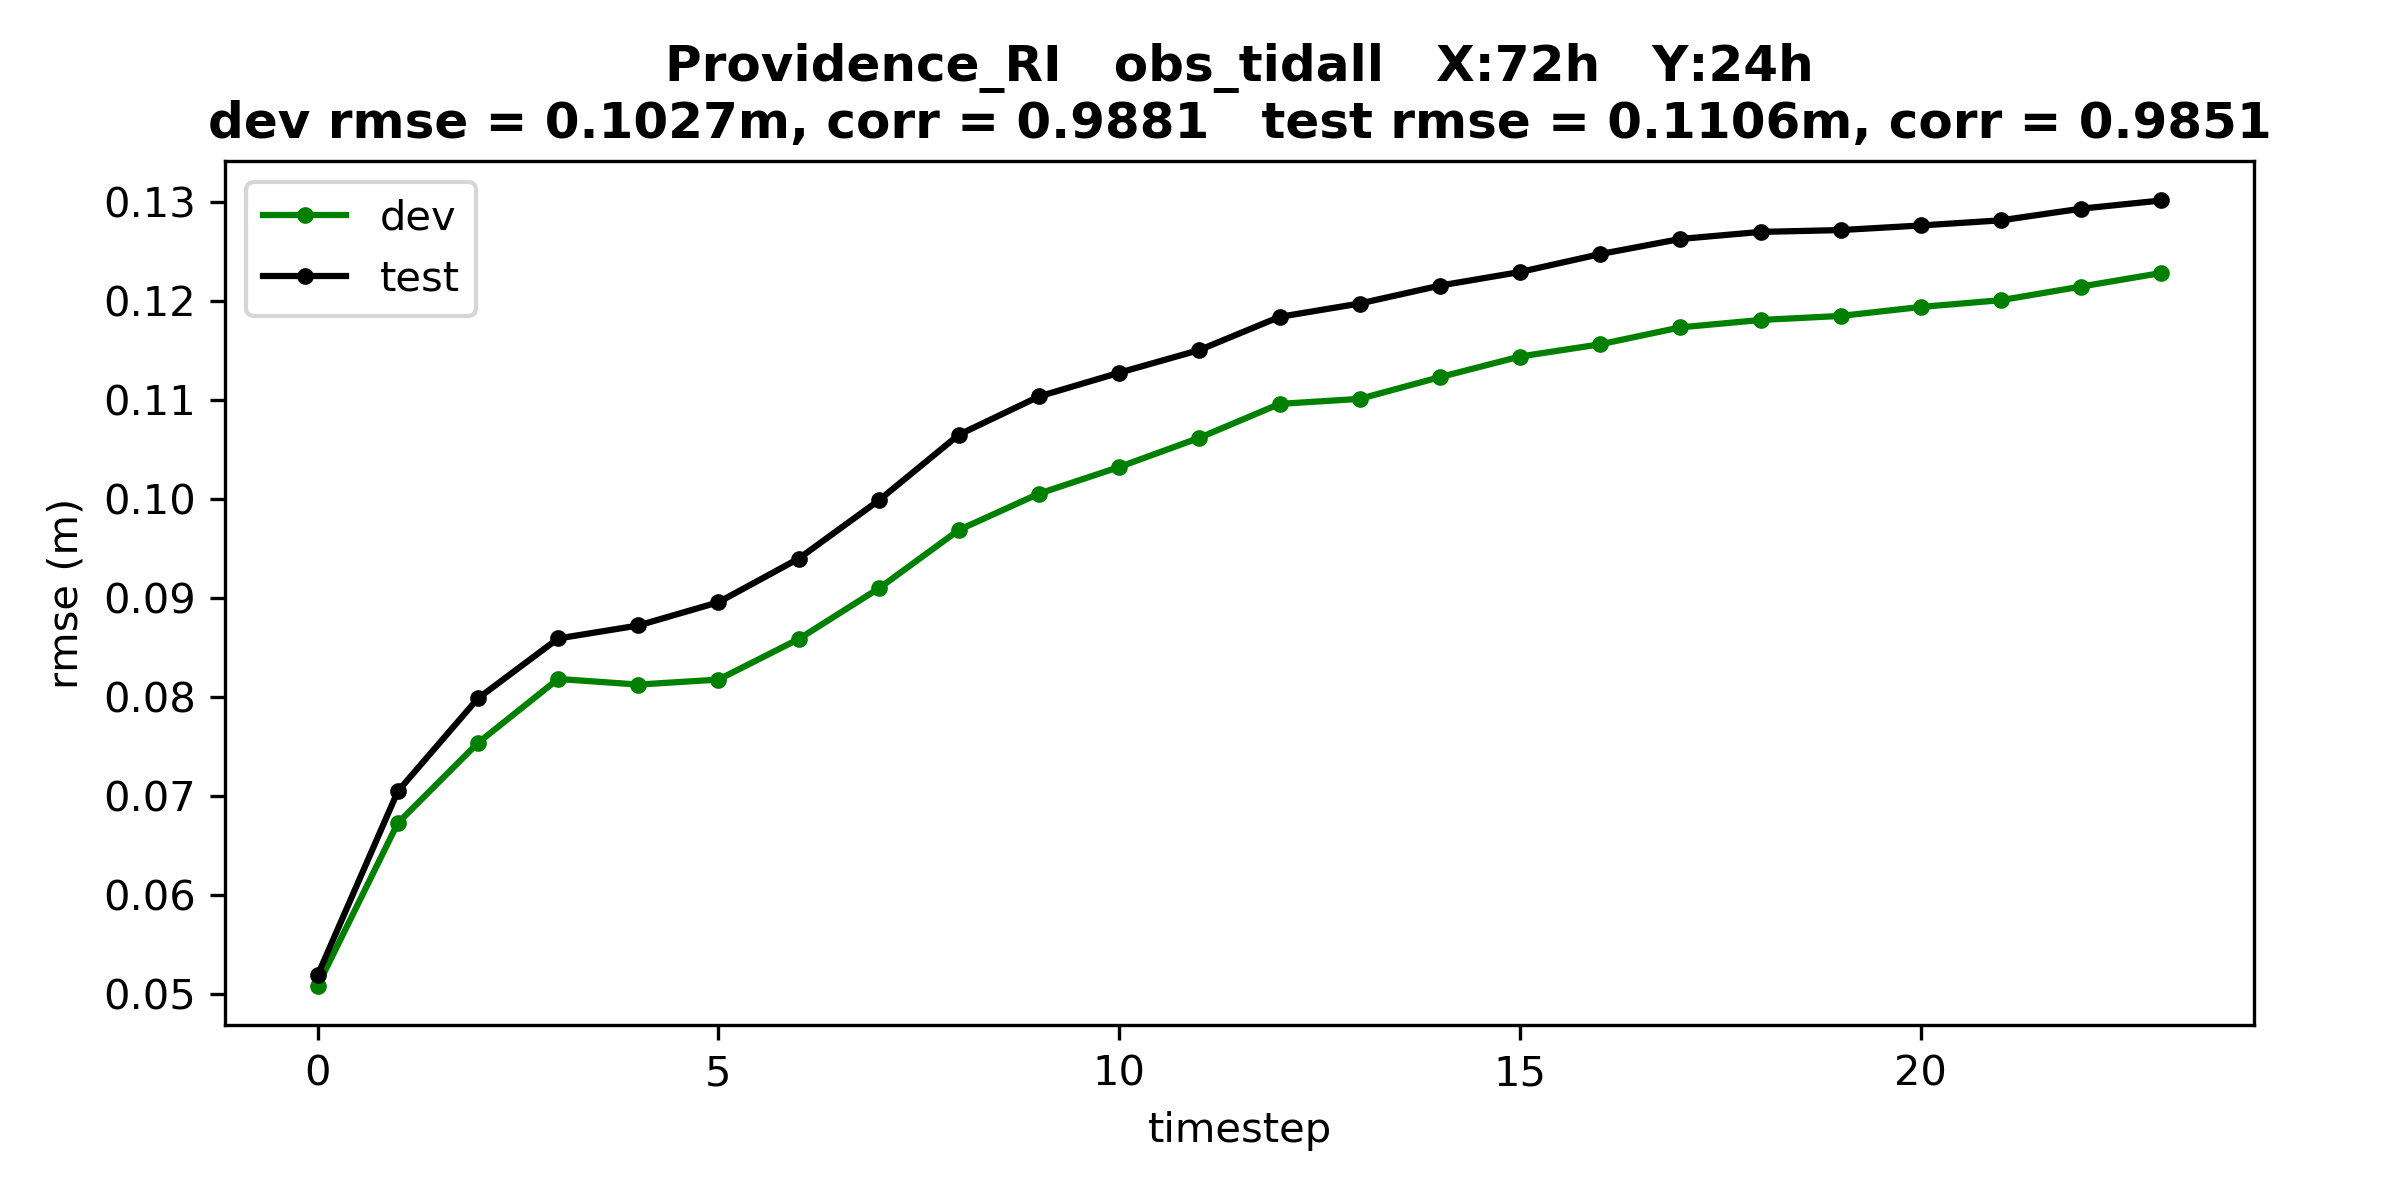 Providence_RI   obs_tidall   X:72h   Y:24h
dev rmse = 0.1027m, corr = 0.9881   test rmse = 0.1106m, corr = 0.9851
dev
test
0.13
0.12
0.11
0.10
0.09
0.08
0.07
0.06
0.05
rmse (m)
0 5 10 15 20
timestep